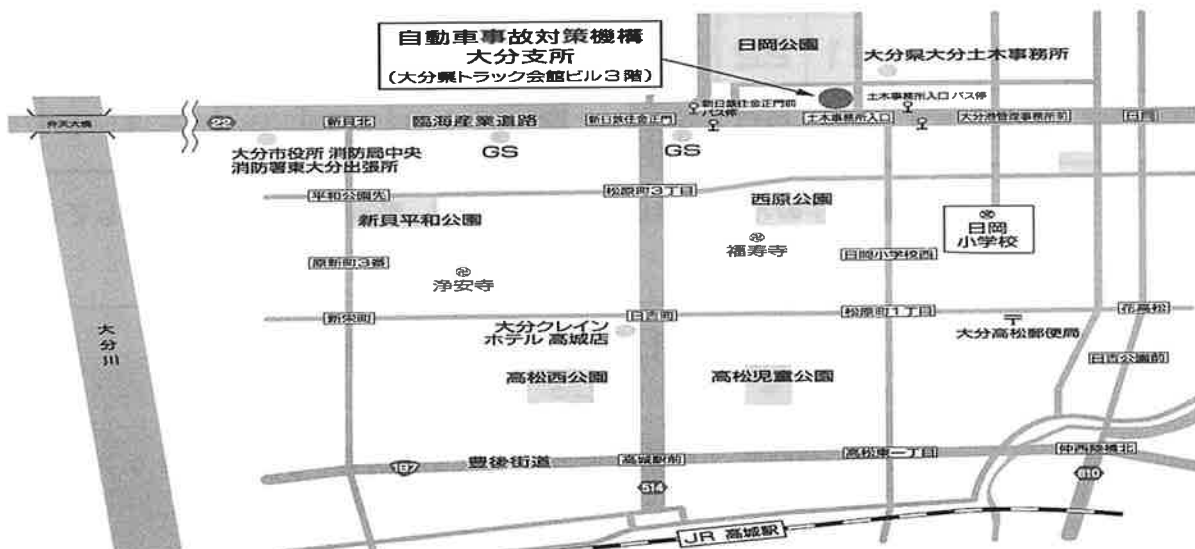 自動車事故対策機構
大分支所
(大分県トラック会館ビル3階)
日岡公園
大分県大分土木事務所
新日鉄住金正門前
バス停
土木事務所入口 バス停
弁天大橋
22
新貝北
臨海産業道路
新日鉄住金正門
土木事務所入口
大分港管理事務所前
日岡
大分市役所 消防局中央
消防署東大分出張所
GS
GS
平和公園先
松原町3丁目
新貝平和公園
西原公園
日岡
小学校
福寿寺
日岡小学校西
原新町3番
浄安寺
大分川
新栄町
日吉町
松原町1丁目
花高松
大分クレイン
ホテル 高城店
大分高松郵便局
日吉公園前
高松西公園
高松児童公園
197
豊後街道
高城駅前
高松東一丁目
仲西陸橋北
514
810
JR 高城駅